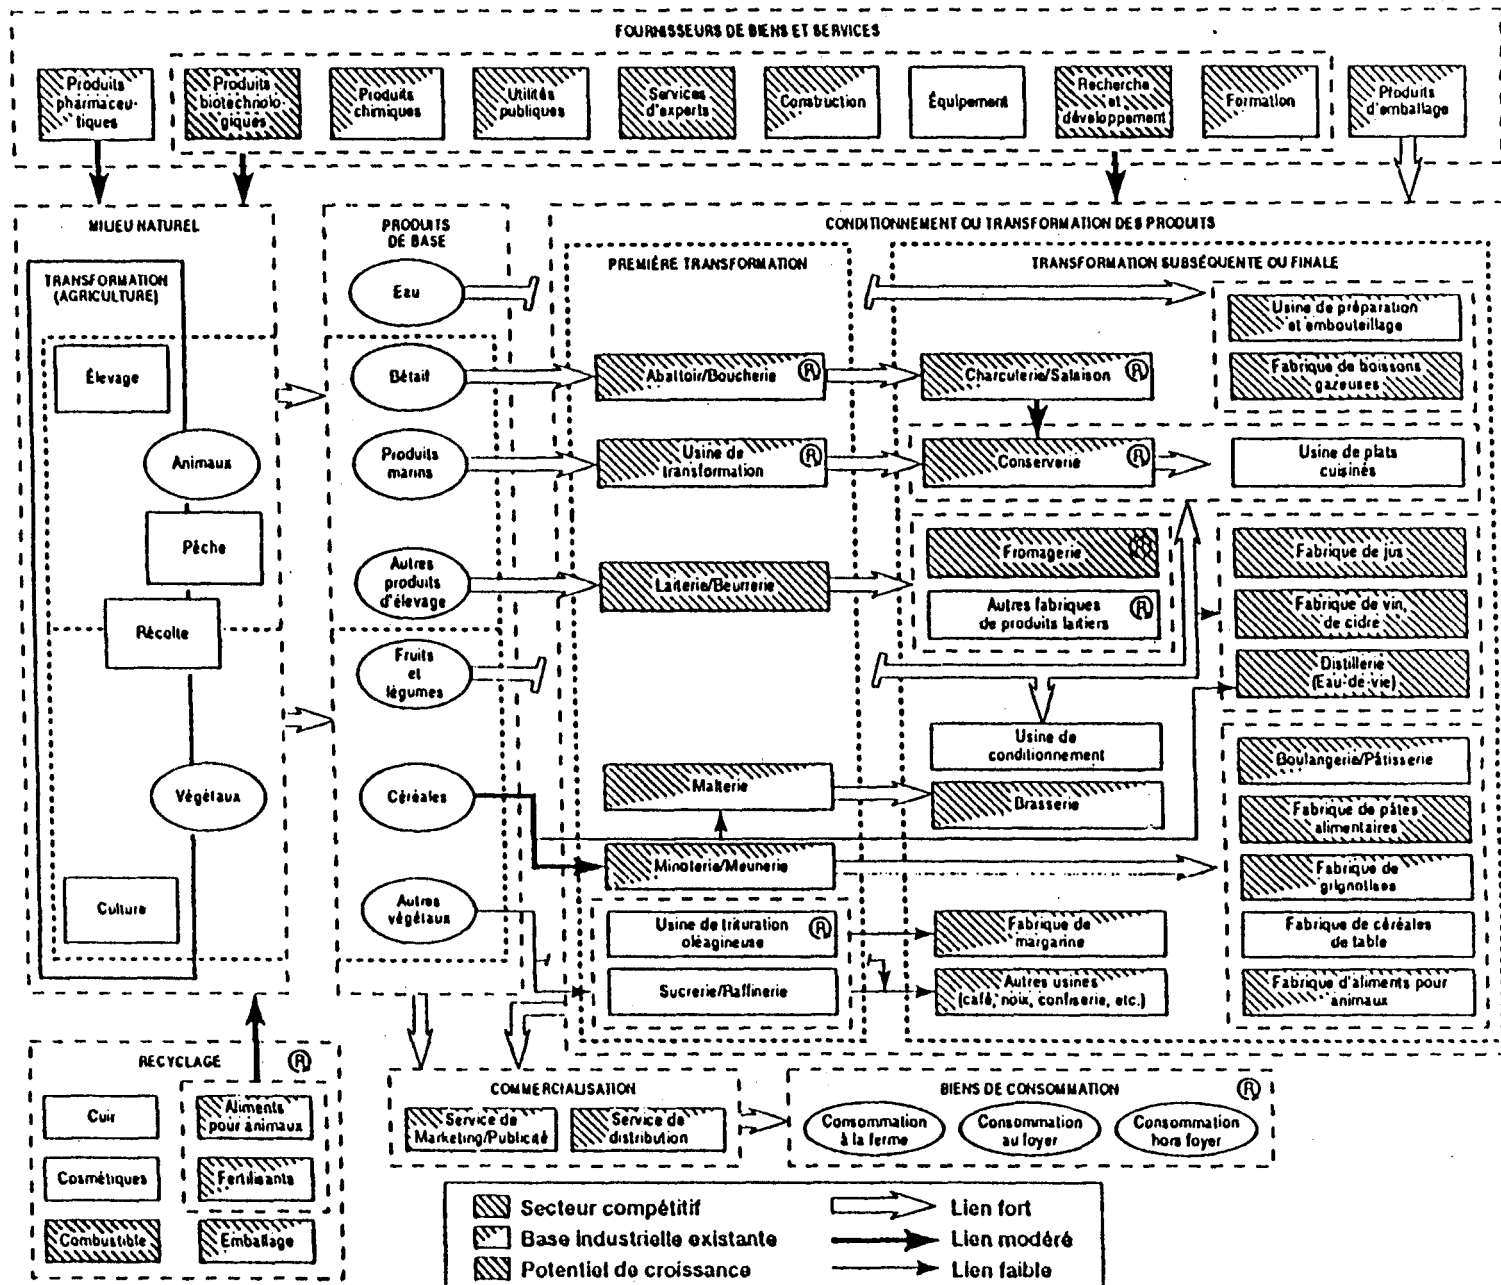 FOURNISSEURS DE BIENS ET SERVICES
Produits
pharmaceu-
tiques
Produits
biotechnolo-
giques
Produits
chimiques
Utilités
publiques
Services
d'experts
Construction
Équipement
Recherche
et
développement
Formation
Produits
d'emballage
MILIEU NATUREL
TRANSFORMATION
(AGRICULTURE)
Élevage
Animaux
Pêche
Récolte
Végétaux
Culture
PRODUITS
DE BASE
Eau
Bétail
Produits
marins
Autres
produits
d'élevage
Fruits
et
légumes
Céréales
Autres
végétaux
CONDITIONNEMENT OU TRANSFORMATION DES PRODUITS
PREMIÈRE TRANSFORMATION
Abattoir/Boucherie R
Usine de
transformation R
Laiterie/Beurrerie
Malterie
Minoterie/Meunerie
Usine de trituration
oléagineuse R
Sucrerie/Raffinerie
TRANSFORMATION SUBSÉQUENTE OU FINALE
Charcuterie/Salaison R
Conserverie R
Fromagerie R
Autres fabriques
de produits laitiers R
Usine de
conditionnement
Brasserie
Fabrique de
margarine
Autres usines
(café, noix, confiserie, etc.)
Usine de préparation
et embouteillage
Fabrique de boissons
gazeuses
Usine de plats
cuisinés
Fabrique de jus
Fabrique de vin,
de cidre
Distillerie
(Eau-de-vie)
Boulangerie/Pâtisserie
Fabrique de pâtes
alimentaires
Fabrique de
grignotises
Fabrique de céréales
de table
Fabrique d'aliments pour
animaux
RECYCLAGE R
Cuir
Aliments
pour animaux
Cosmétiques
Fertilisants
Combustible
Emballage
COMMERCIALISATION
Service de
Marketing/Publicité
Service de
distribution
BIENS DE CONSOMMATION R
Consommation
à la ferme
Consommation
au foyer
Consommation
hors foyer
Secteur compétitif
Base industrielle existante
Potentiel de croissance
Lien fort
Lien modéré
Lien faible